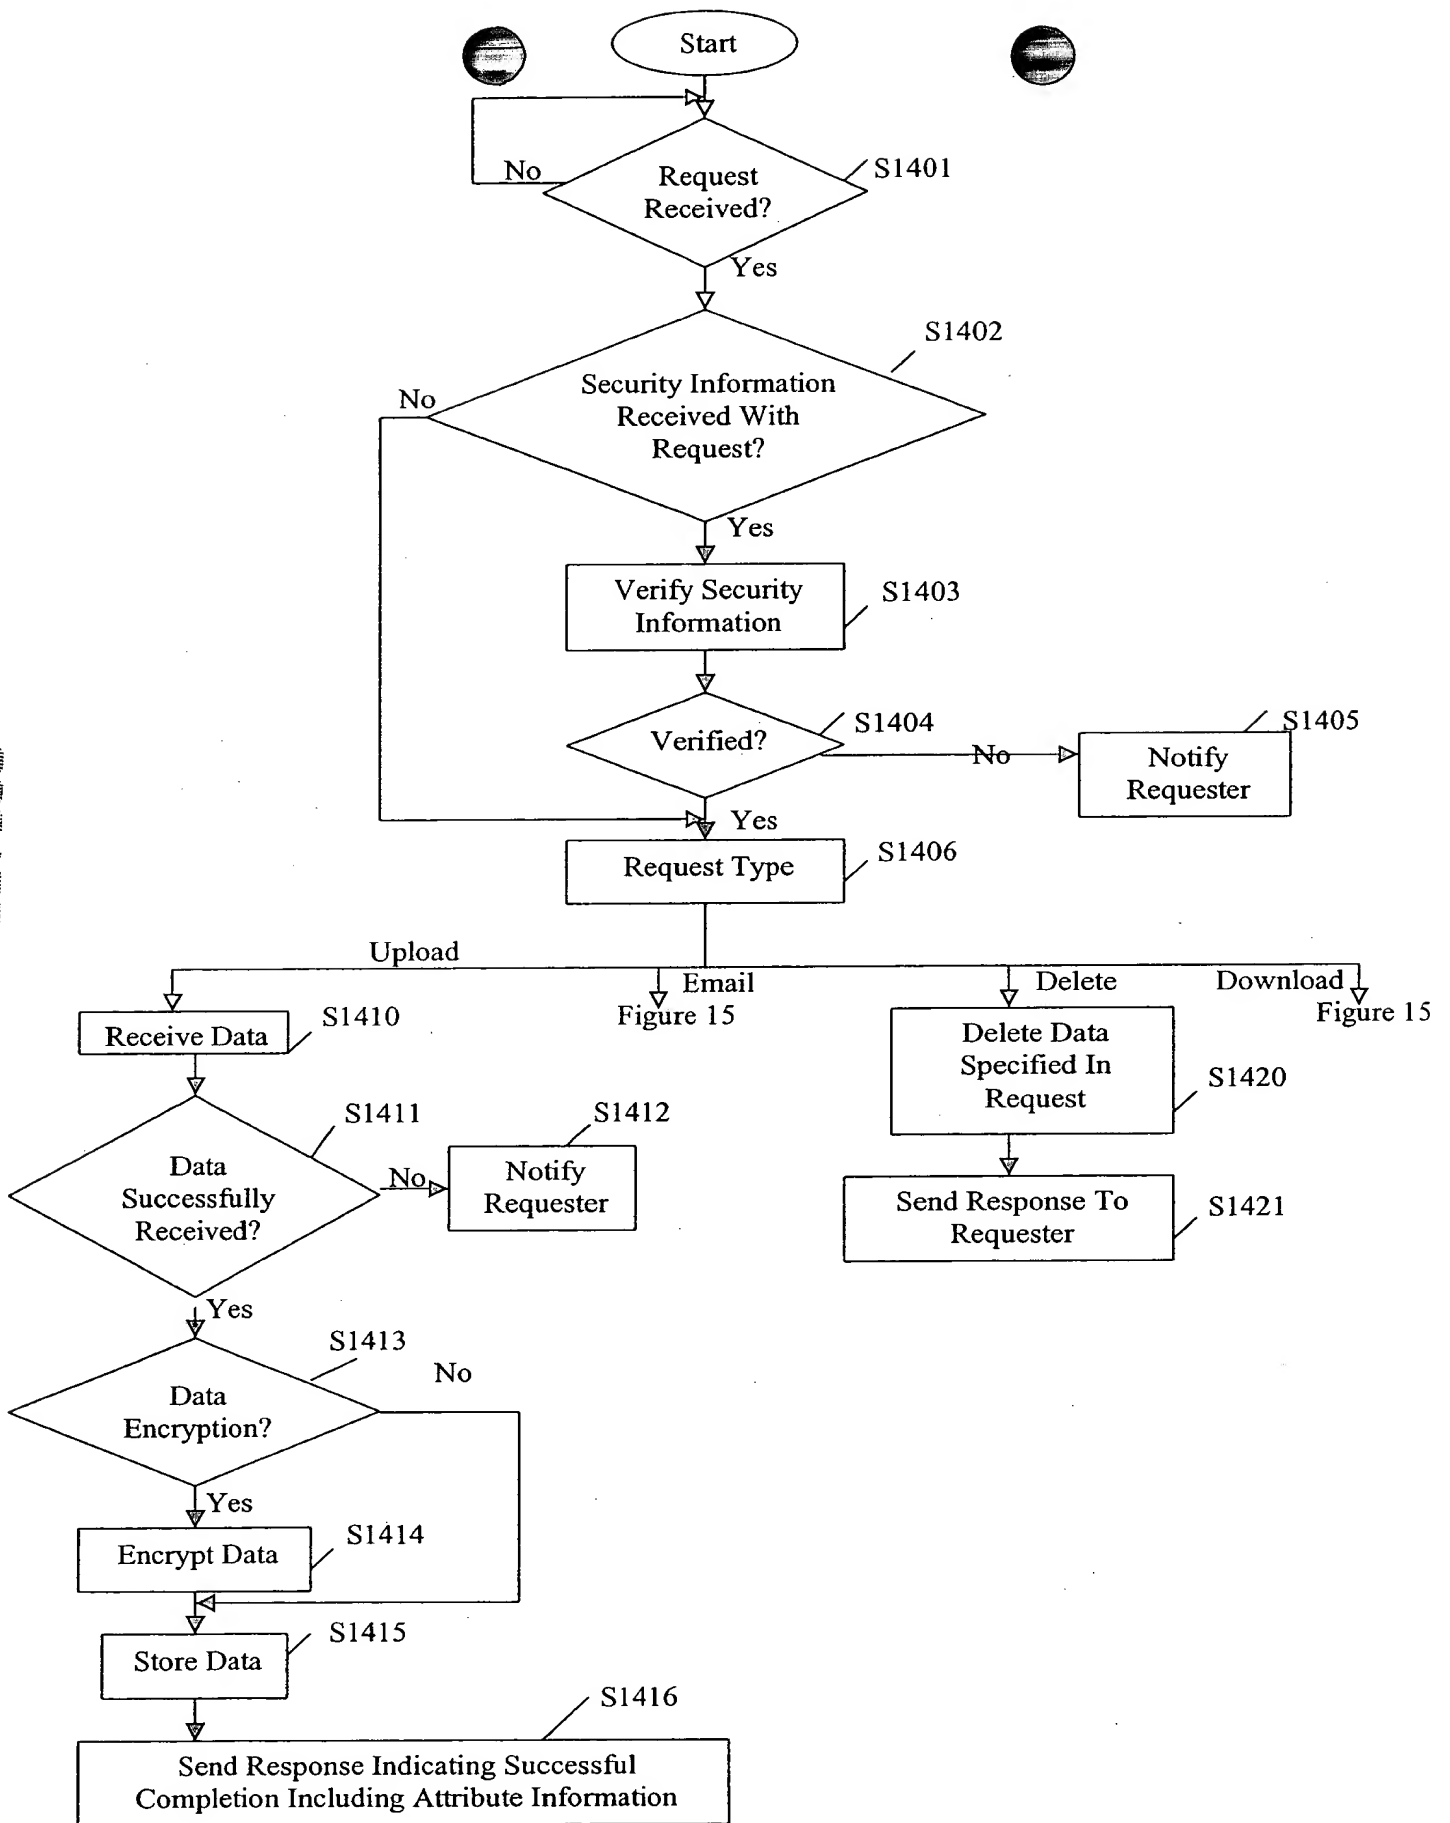 Start
No
Request
Received?
S1401
Yes
S1402
No
Security Information
Received With
Request?
Yes
Verify Security
Information
S1403
Verified?
S1404
No
S1405
Notify
Requester
Yes
Request Type
S1406
Upload
Email
Figure 15
Delete
Download
Figure 15
Receive Data
S1410
Delete Data
Specified In
Request
S1420
S1411
Data
Successfully
Received?
No
S1412
Notify
Requester
Send Response To
Requester
S1421
Yes
S1413
Data
Encryption?
No
Yes
Encrypt Data
S1414
Store Data
S1415
S1416
Send Response Indicating Successful
Completion Including Attribute Information